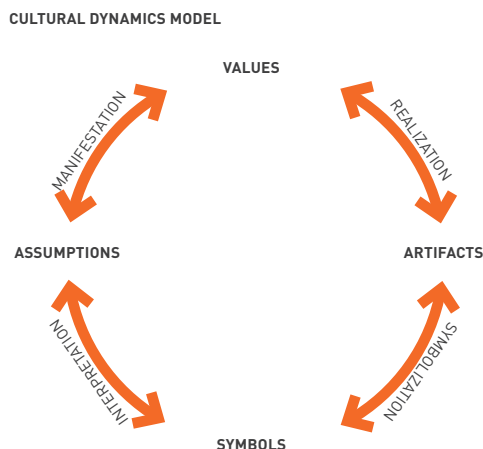 CULTURAL DYNAMICS MODEL
VALUES
MANIFESTATION
REALIZATION
ASSUMPTIONS
ARTIFACTS
INTERPRETATION
SYMBOLIZATION
SYMBOLS